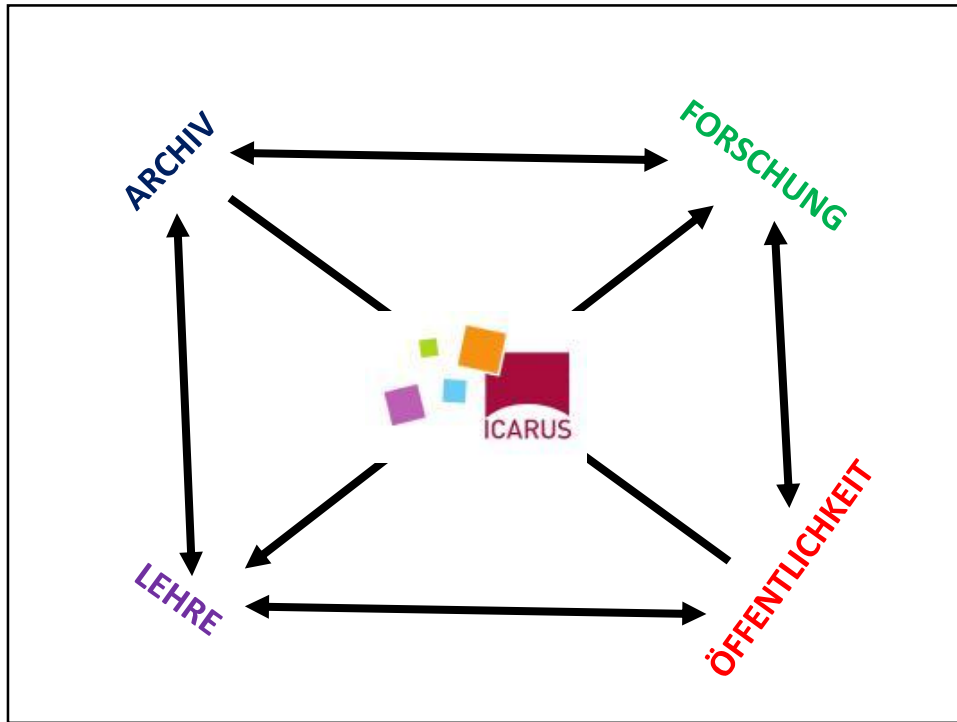 ARCHIV
FORSCHUNG
ICARUS
LEHRE
ÖFFENTLICHKEIT